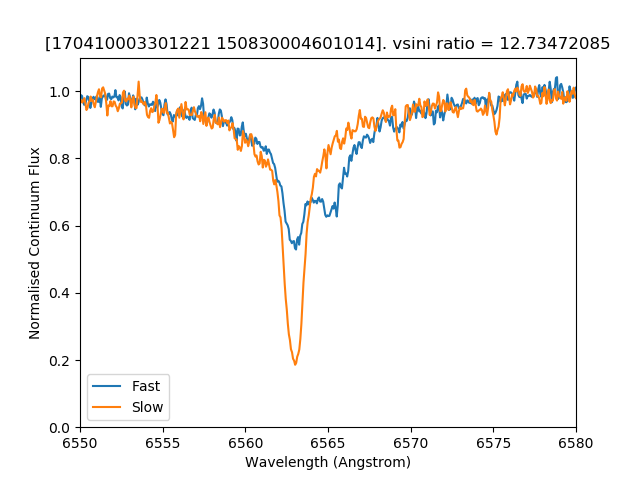 [170410003301221 150830004601014]. vsini ratio = 12.73472085
Normalised Continuum Flux
1.0
0.8
0.6
0.4
0.2
0.0
Fast
Slow
6550 6555 6560 6565 6570 6575 6580
Wavelength (Angstrom)